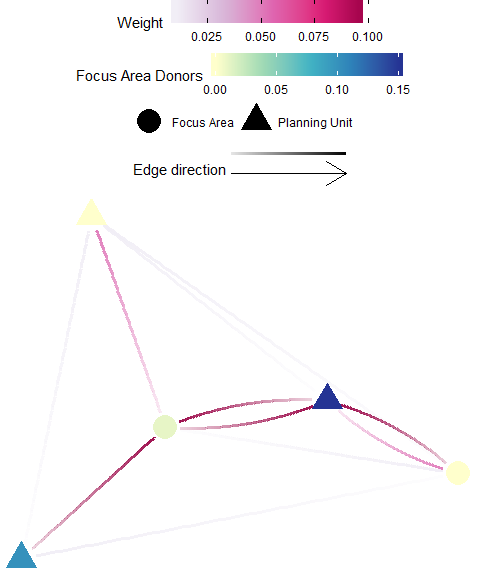 Weight
0.025 0.050 0.075 0.100
Focus Area Donors
0.00 0.05 0.10 0.15
Focus Area Planning Unit
Edge direction